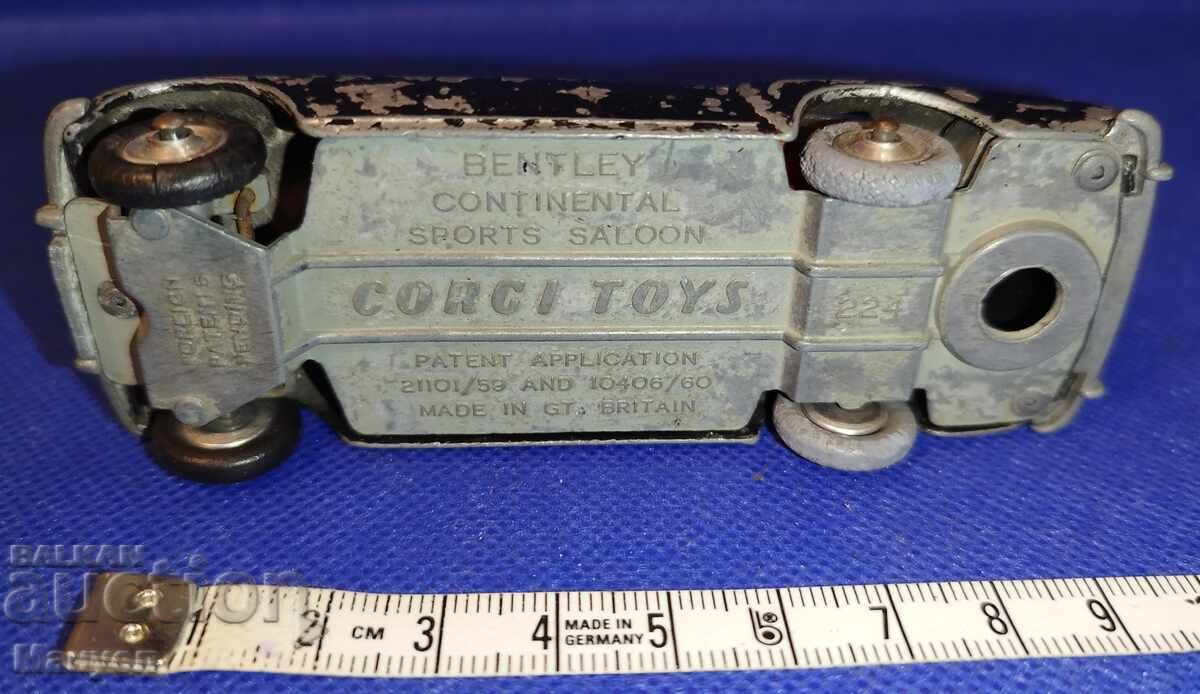 BENTLEY
CONTINENTAL
SPORTS SALOON
CORGI TOYS
224
PATENT APPLICATION
21101/59 AND 10406/60
MADE IN GT. BRITAIN
FOREIGN
PATENTS
PENDING
BALKAN
auction
Maryan
2 CM 3 4 MADE IN GERMANY 5 6 7 8 9